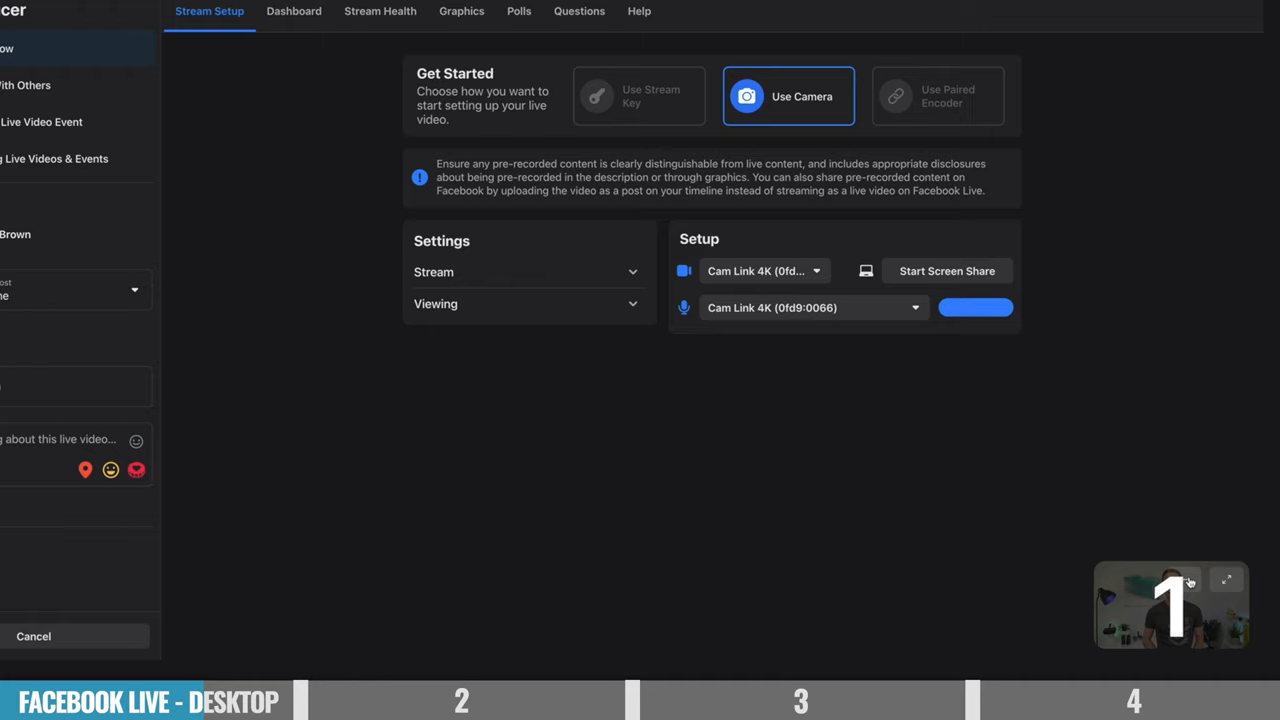 cer
Stream Setup
Dashboard
Stream Health
Graphics
Polls
Questions
Help
ow
ith Others
Live Video Event
g Live Videos & Events
Brown
ost
ne
g about this live video...
Cancel
Get Started
Choose how you want to
start setting up your live
video.
Use Stream
Key
Use Camera
Use Paired
Encoder
Ensure any pre-recorded content is clearly distinguishable from live content, and includes appropriate disclosures
about being pre-recorded in the description or through graphics. You can also share pre-recorded content on
Facebook by uploading the video as a post on your timeline instead of streaming as a live video on Facebook Live.
Settings
Stream
Viewing
Setup
Cam Link 4K (0fd...
Start Screen Share
Cam Link 4K (0fd9:0066)
1
FACEBOOK LIVE - DESKTOP
2
3
4